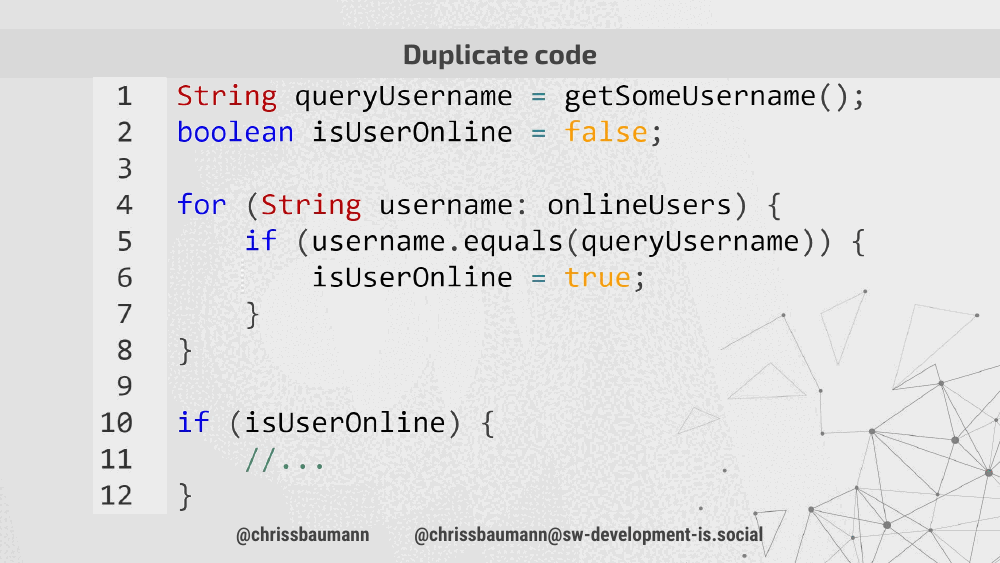 Duplicate code
1 String queryUsername = getSomeUsername();
2 boolean isUserOnline = false;
3
4 for (String username: onlineUsers) {
5     if (username.equals(queryUsername)) {
6         isUserOnline = true;
7     }
8 }
9
10 if (isUserOnline) {
11     //...
12 }
@chrissbaumann @chrissbaumann@sw-development-is.social